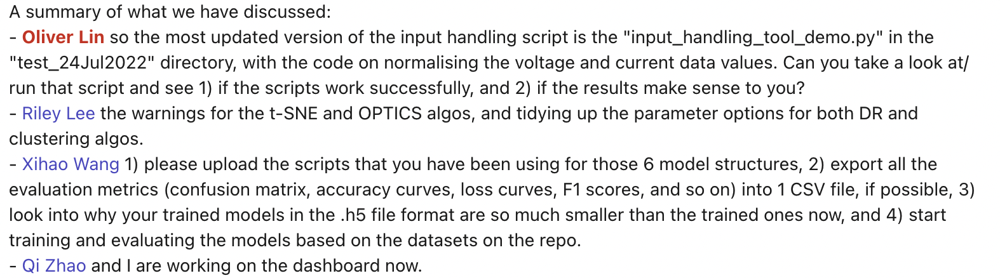 A summary of what we have discussed:
- Oliver Lin so the most updated version of the input handling script is the "input_handling_tool_demo.py" in the
"test_24Jul2022" directory, with the code on normalising the voltage and current data values. Can you take a look at/
run that script and see 1) if the scripts work successfully, and 2) if the results make sense to you?
- Riley Lee the warnings for the t-SNE and OPTICS algos, and tidying up the parameter options for both DR and
clustering algos.
- Xihao Wang 1) please upload the scripts that you have been using for those 6 model structures, 2) export all the
evaluation metrics (confusion matrix, accuracy curves, loss curves, F1 scores, and so on) into 1 CSV file, if possible, 3)
look into why your trained models in the .h5 file format are so much smaller than the trained ones now, and 4) start
training and evaluating the models based on the datasets on the repo.
- Qi Zhao and I are working on the dashboard now.